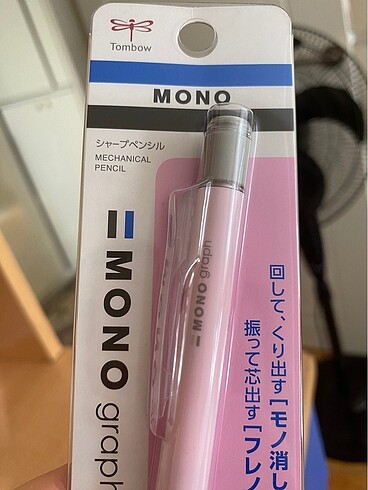 Tombow
MONO
シャープペンシル
MECHANICAL
PENCIL
MONO graph
MONO graph
回して、くり出す[モノ消し
振って芯出す[フレノ